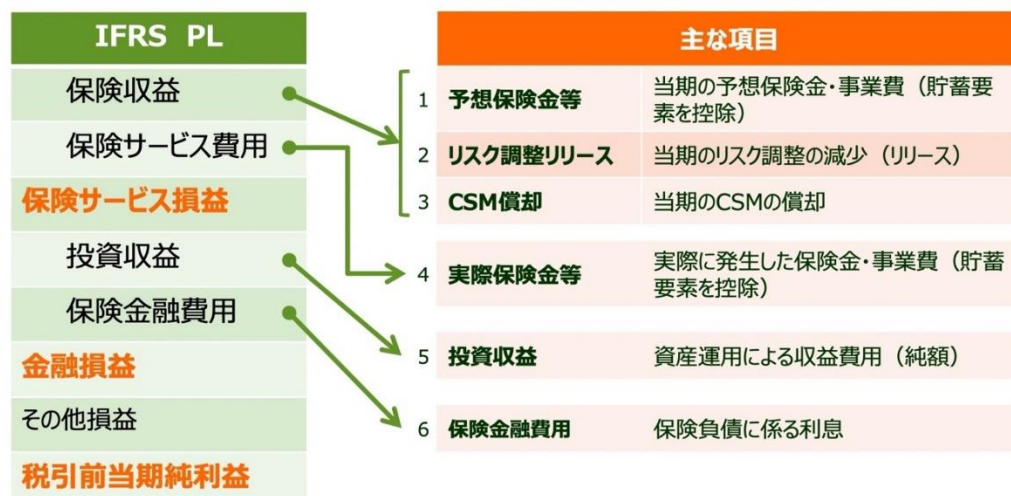 IFRS PL
保険収益
保険サービス費用
保険サービス損益
投資収益
保険金融費用
金融損益
その他損益
税引前当期純利益
主な項目
1 予想保険金等 当期の予想保険金・事業費（貯蓄要
素を控除）
2 リスク調整リリース 当期のリスク調整の減少（リリース）
3 CSM償却 当期のCSMの償却
4 実際保険金等 実際に発生した保険金・事業費（貯蓄
要素を控除）
5 投資収益 資産運用による収益費用（純額）
6 保険金融費用 保険負債に係る利息